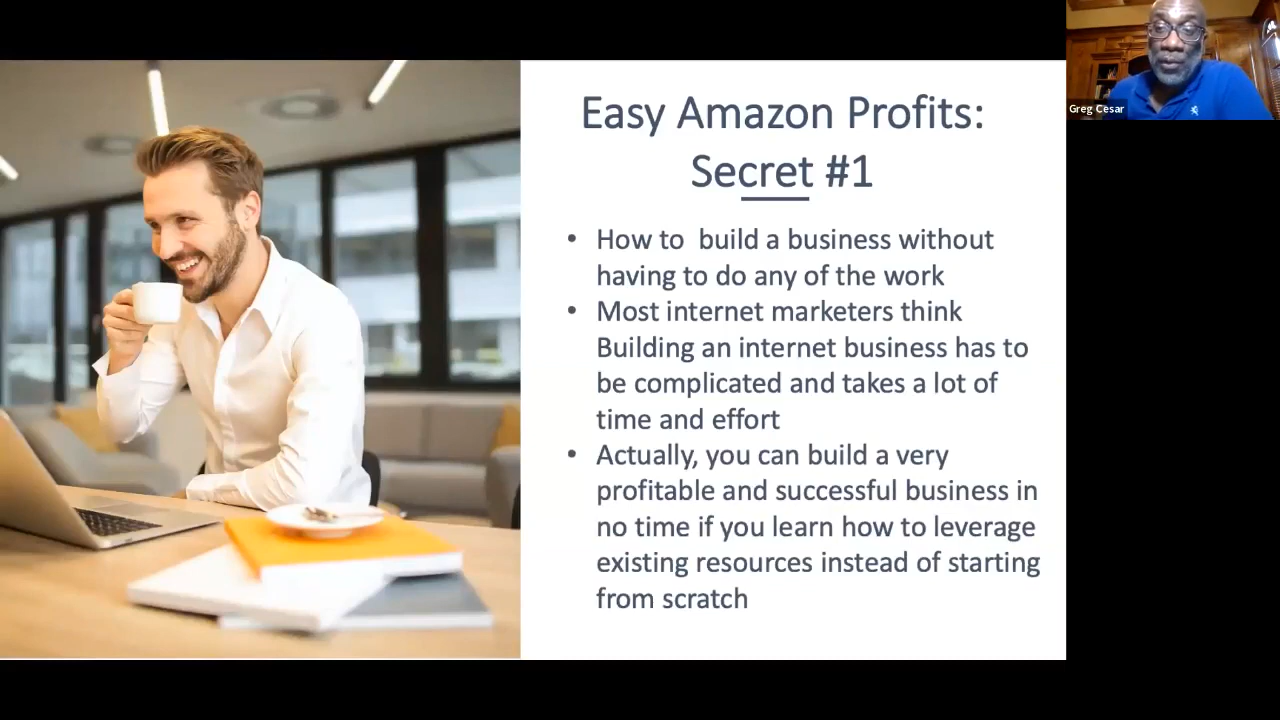 Easy Amazon Profits:
Secret #1
• How to  build a business without
having to do any of the work
• Most internet marketers think
Building an internet business has to
be complicated and takes a lot of
time and effort
• Actually, you can build a very
profitable and successful business in
no time if you learn how to leverage
existing resources instead of starting
from scratch
Greg Cesar